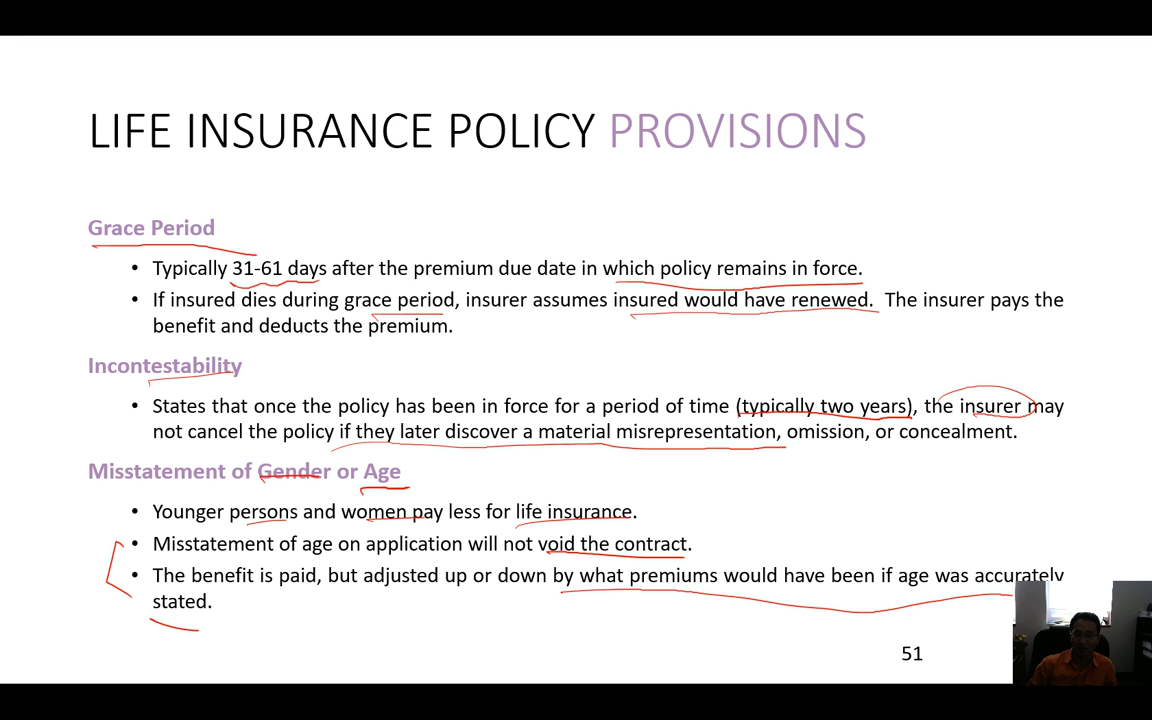 LIFE INSURANCE POLICY PROVISIONS
Grace Period
• Typically 31-61 days after the premium due date in which policy remains in force.
• If insured dies during grace period, insurer assumes insured would have renewed. The insurer pays the
benefit and deducts the premium.
Incontestability
• States that once the policy has been in force for a period of time (typically two years), the insurer may
not cancel the policy if they later discover a material misrepresentation, omission, or concealment.
Misstatement of Gender or Age
• Younger persons and women pay less for life insurance.
• Misstatement of age on application will not void the contract.
• The benefit is paid, but adjusted up or down by what premiums would have been if age was accurately
stated.
51